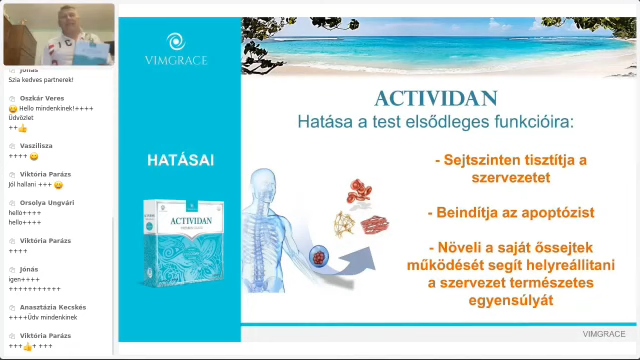 Jónás
Szia kedves partnerek!
Oszkár Veres
Hello mindenkinek!++++
Üdvözlet
++
Vaszilisza
++++
Viktória Parázs
Jól hallani +++
Orsolya Ungvári
hello++++
hello++++
Viktória Parázs
++++
Jónás
igen++++
+++++++++++
Anasztázia Kecskés
++++Üdv mindenkinek
Viktória Parázs
+++ + +++
VIMGRACE
HATÁSAI
ACTIVIDAN
ACTIVIDAN
Hatása a test elsődleges funkcióira:
- Sejtszinten tisztítja a
szervezetet
- Beindítja az apoptózist
- Növeli a saját őssejtek
működését segít helyreállitani
a szervezet természetes
egyensúlyát
VIMGRACE